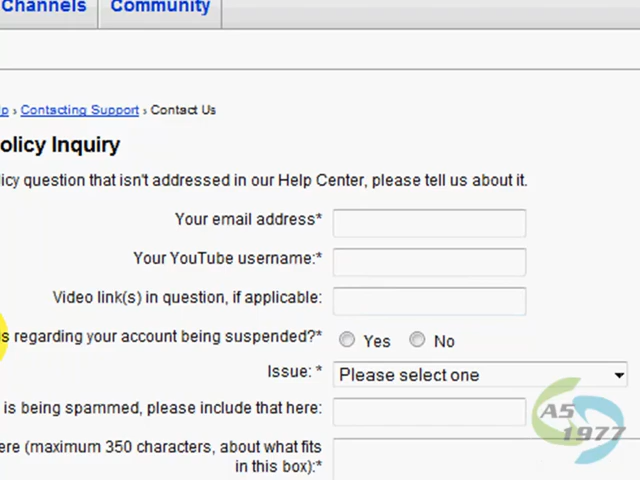 Channels Community
Contacting Support › Contact Us
olicy Inquiry
icy question that isn't addressed in our Help Center, please tell us about it.
Your email address*
Your YouTube username:*
Video link(s) in question, if applicable:
s regarding your account being suspended?* Yes No
Issue: * Please select one
is being spammed, please include that here:
ere (maximum 350 characters, about what fits
in this box):*
A5
1977